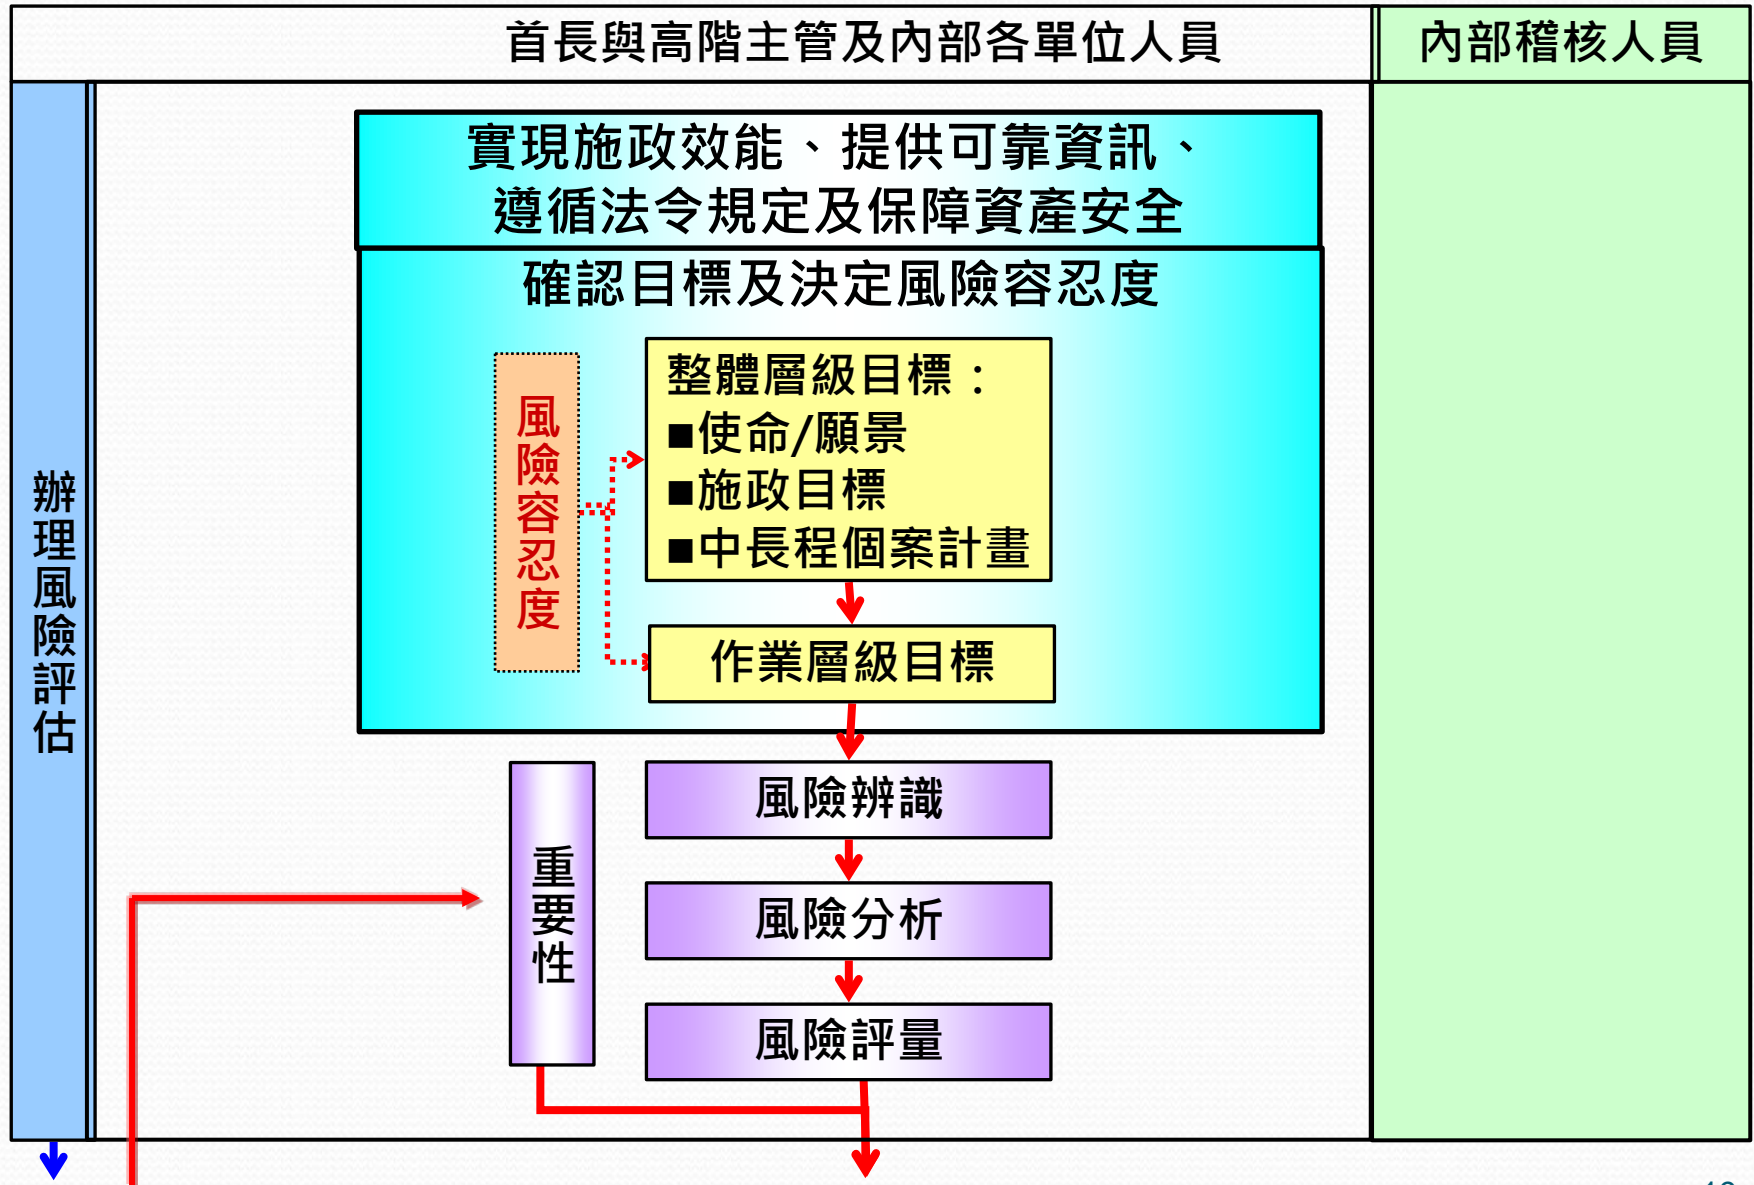 首長與高階主管及內部各單位人員
內部稽核人員
辦理風險評估
實現施政效能、提供可靠資訊、
遵循法令規定及保障資產安全
確認目標及決定風險容忍度
風險容忍度
整體層級目標：
■使命/願景
■施政目標
■中長程個案計畫
作業層級目標
重要性
風險辨識
風險分析
風險評量